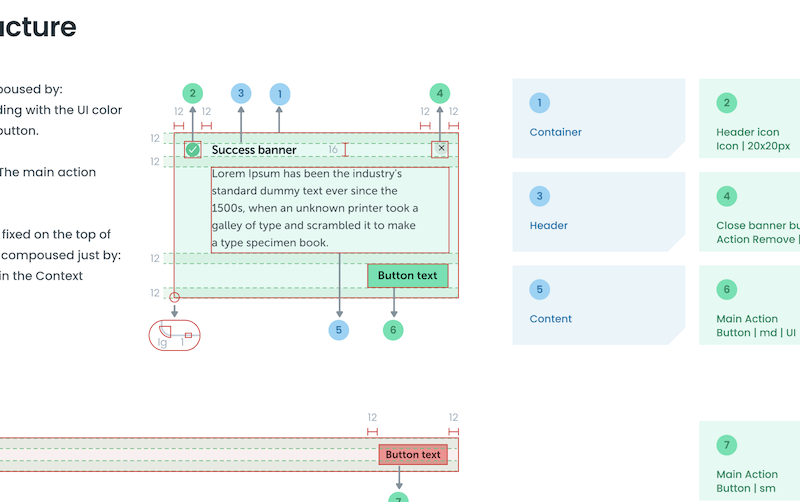 ucture
poused by:
ding with the UI color
button.
The main action
fixed on the top of
compoused just by:
in the Context
2
3
1
4
12
12
12
12
12
Success banner
16
12
Lorem Ipsum has been the industry's
standard dummy text ever since the
1500s, when an unknown printer took a
galley of type and scrambled it to make
a type specimen book.
12
Button text
12
lg
1
5
6
12
12
Button text
7
1
Container
2
Header icon
Icon | 20x20px
3
Header
4
Close banner bu
Action Remove |
5
Content
6
Main Action
Button | md | UI
7
Main Action
Button | sm